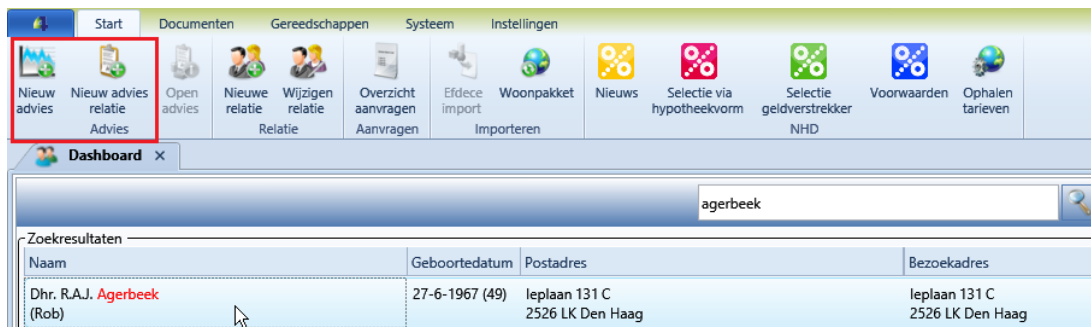 Start Documenten Gereedschappen Systeem Instellingen
Nieuw advies
Nieuw advies relatie
Open advies
Nieuwe relatie
Wijzigen relatie
Overzicht aanvragen
Efdece import
Woonpakket
Nieuws
Selectie via hypotheekvorm
Selectie geldverstrekker
Voorwaarden
Ophalen tarieven
Advies Relatie Aanvragen Importeren NHD
Dashboard
agerbeek
Zoekresultaten
Naam Geboortedatum Postadres Bezoekadres
Dhr. R.A.J. Agerbeek 27-6-1967 (49) Ieplaan 131 C Ieplaan 131 C
(Rob) 2526 LK Den Haag 2526 LK Den Haag